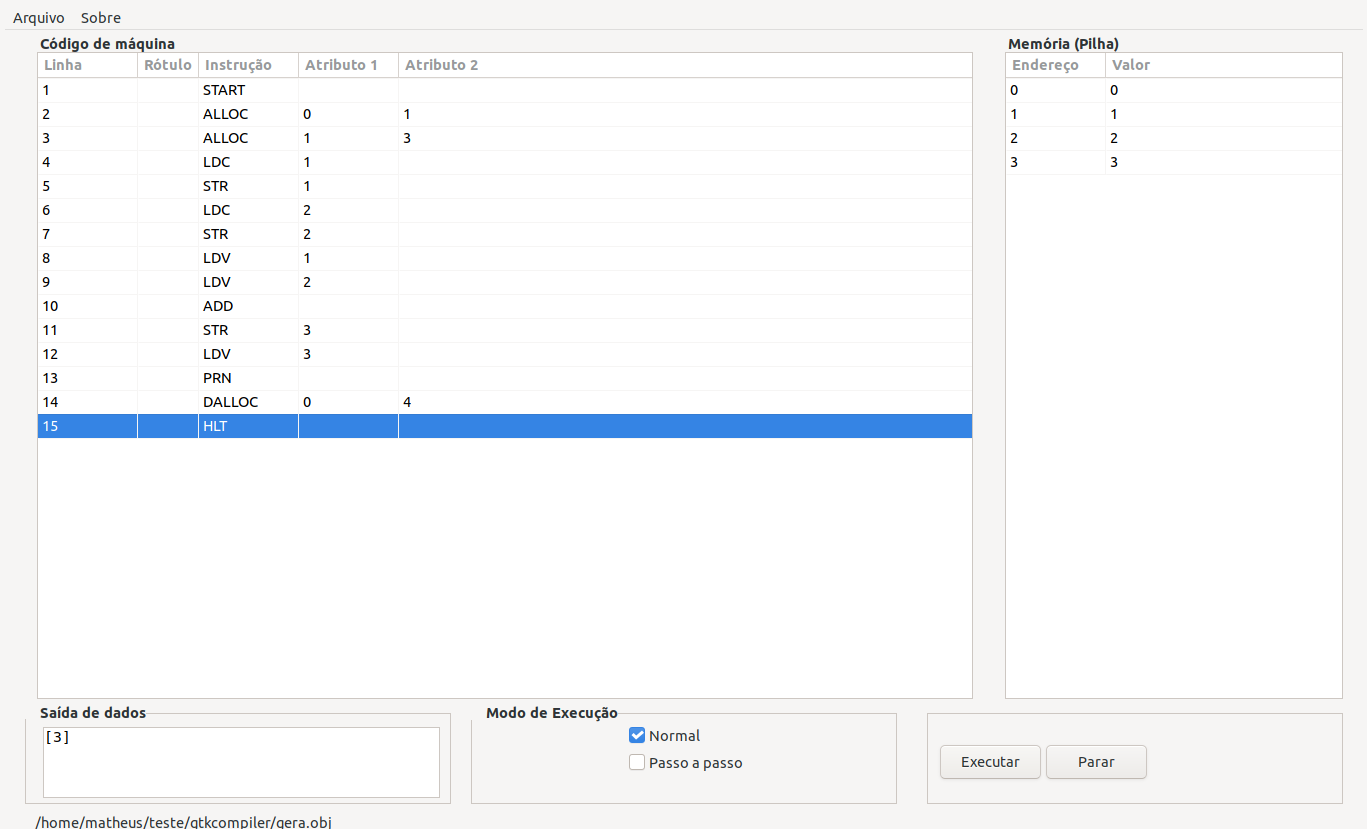 Arquivo Sobre
Código de máquina
Linha Rótulo Instrução Atributo 1 Atributo 2
1 START
2 ALLOC 0 1
3 ALLOC 1 3
4 LDC 1
5 STR 1
6 LDC 2
7 STR 2
8 LDV 1
9 LDV 2
10 ADD
11 STR 3
12 LDV 3
13 PRN
14 DALLOC 0 4
15 HLT
Memória (Pilha)
Endereço Valor
0 0
1 1
2 2
3 3
Saída de dados
[3]
Modo de Execução
Normal
Passo a passo
Executar Parar
/home/matheus/teste/gtkcompiler/gera.obj